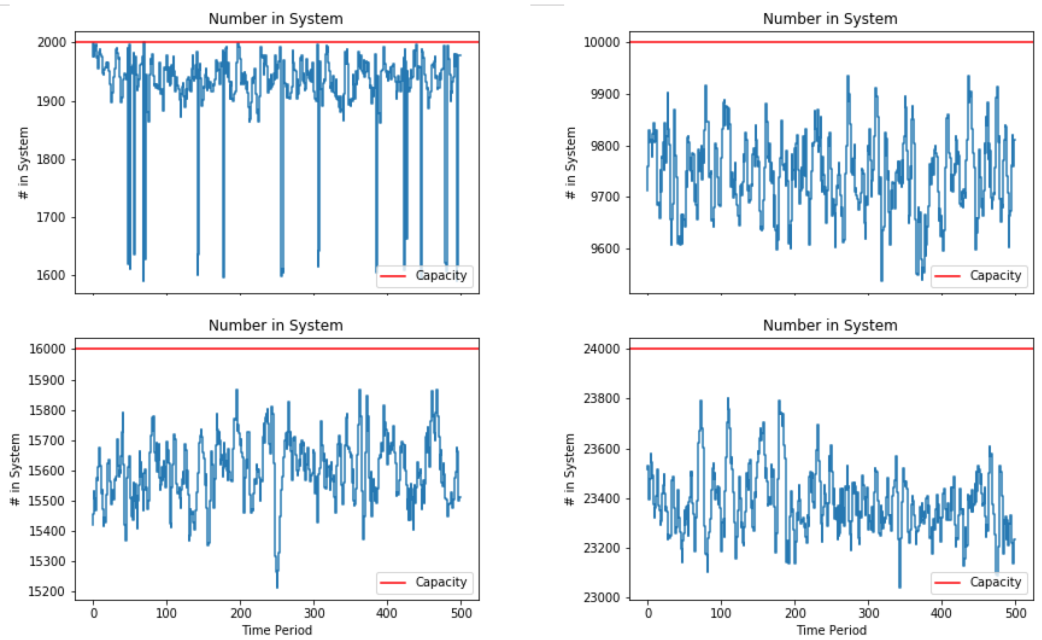 Number in System
2000
1900
1800
1700
1600
# in System
Capacity
Number in System
10000
9900
9800
9700
9600
# in System
Capacity
Number in System
16000
15900
15800
15700
15600
15500
15400
15300
15200
# in System
Capacity
0 100 200 300 400 500
Time Period
Number in System
24000
23800
23600
23400
23200
23000
# in System
Capacity
0 100 200 300 400 500
Time Period